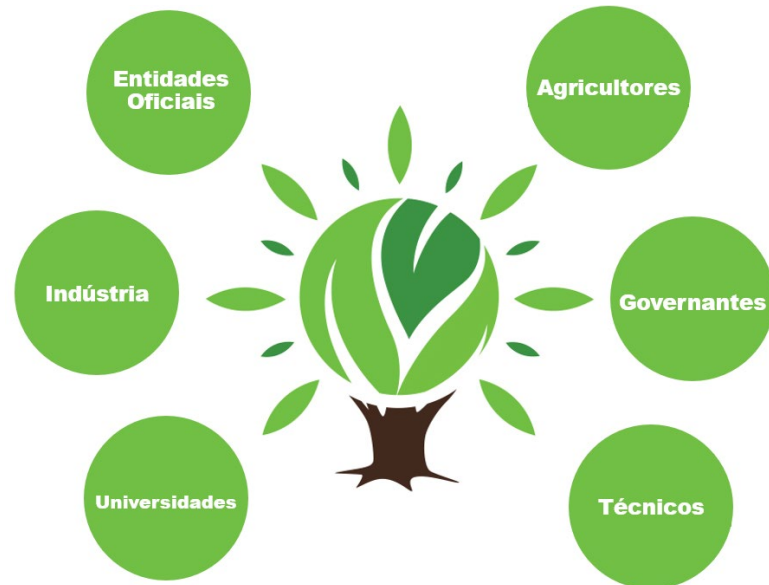 Entidades
Oficiais
Agricultores
Indústria
Governantes
Universidades
Técnicos